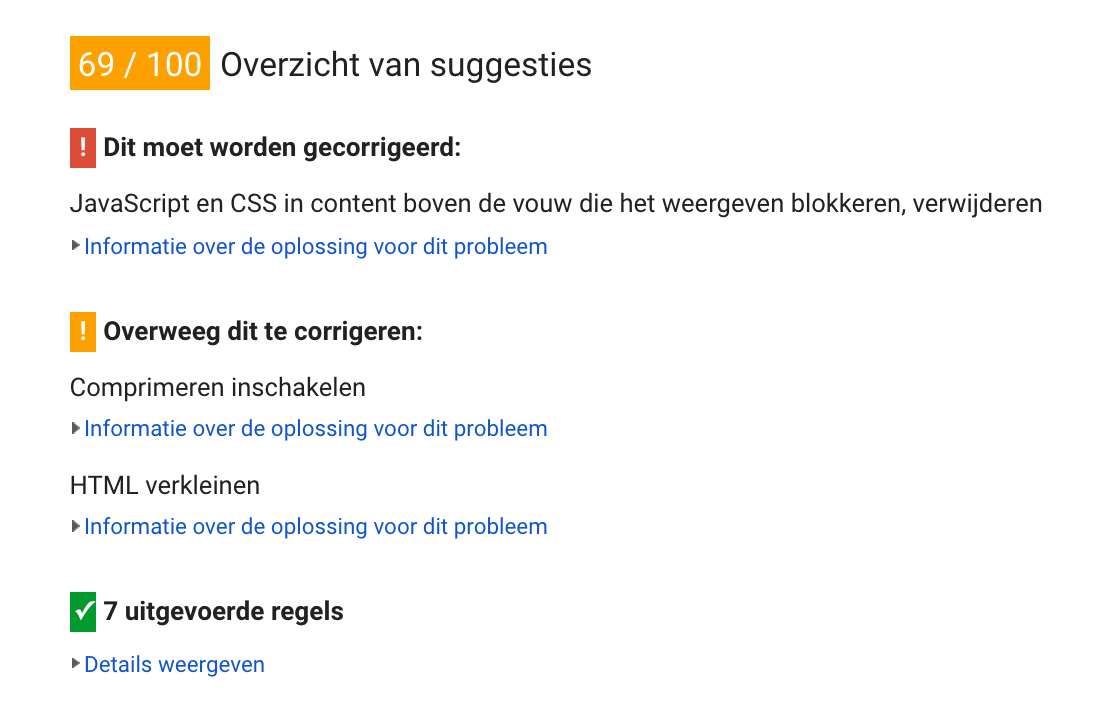 69 / 100 Overzicht van suggesties
! Dit moet worden gecorrigeerd:
JavaScript en CSS in content boven de vouw die het weergeven blokkeren, verwijderen
Informatie over de oplossing voor dit probleem
! Overweeg dit te corrigeren:
Comprimeren inschakelen
Informatie over de oplossing voor dit probleem
HTML verkleinen
Informatie over de oplossing voor dit probleem
✓ 7 uitgevoerde regels
Details weergeven